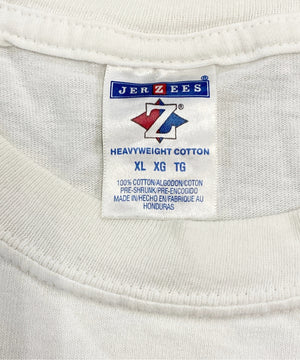 JERZEES®
Z®
HEAVYWEIGHT COTTON
XL XG TG
100% COTTON/ALGODON/COTON
PRE-SHRUNK/PRE-ENCOGIDO
MADE IN/HECHO EN/FABRIQUE AU
HONDURAS